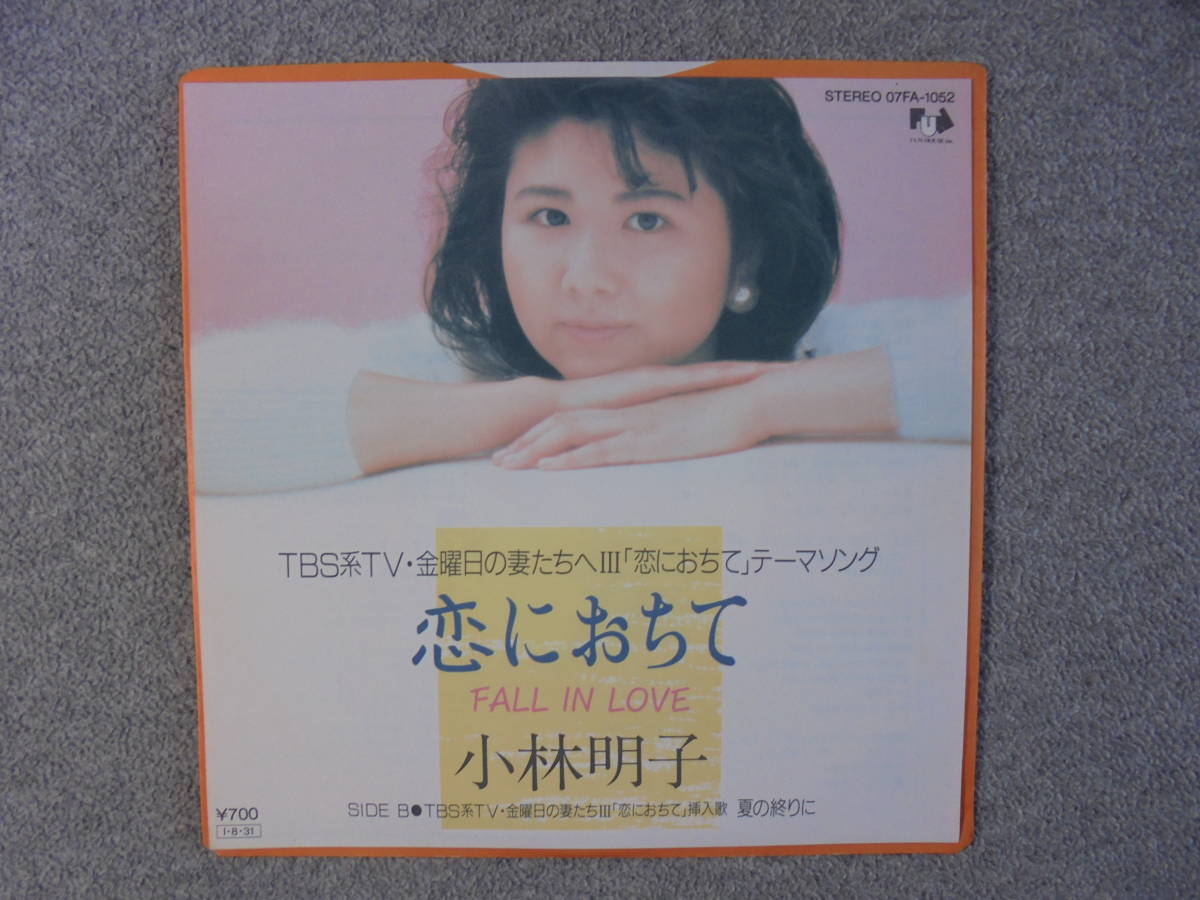 STEREO 07FA-1052
FUN HOUSE inc.
TBS系TV・金曜日の妻たちへⅢ「恋におちて」テーマソング
恋におちて
FALL IN LOVE
小林明子
SIDE B●TBS系TV・金曜日の妻たちⅢ「恋におちて」挿入歌 夏の終りに
¥700
I・8・31